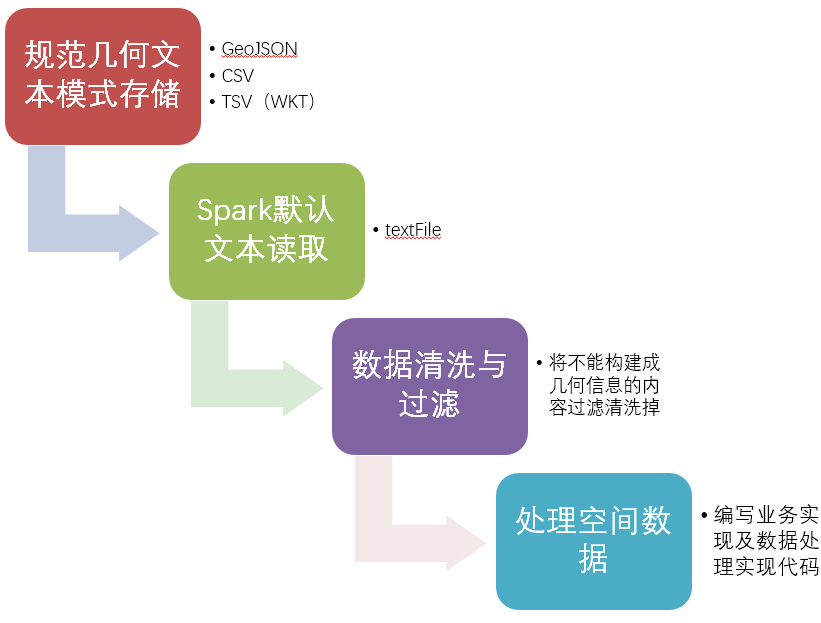 规范几何文
本模式存储
• GeoJSON
• CSV
• TSV（WKT）
Spark默认
文本读取
• textFile
数据清洗与
过滤
• 将不能构建成
几何信息的内
容过滤清洗掉
处理空间数
据
• 编写业务实
现及数据处
理实现代码